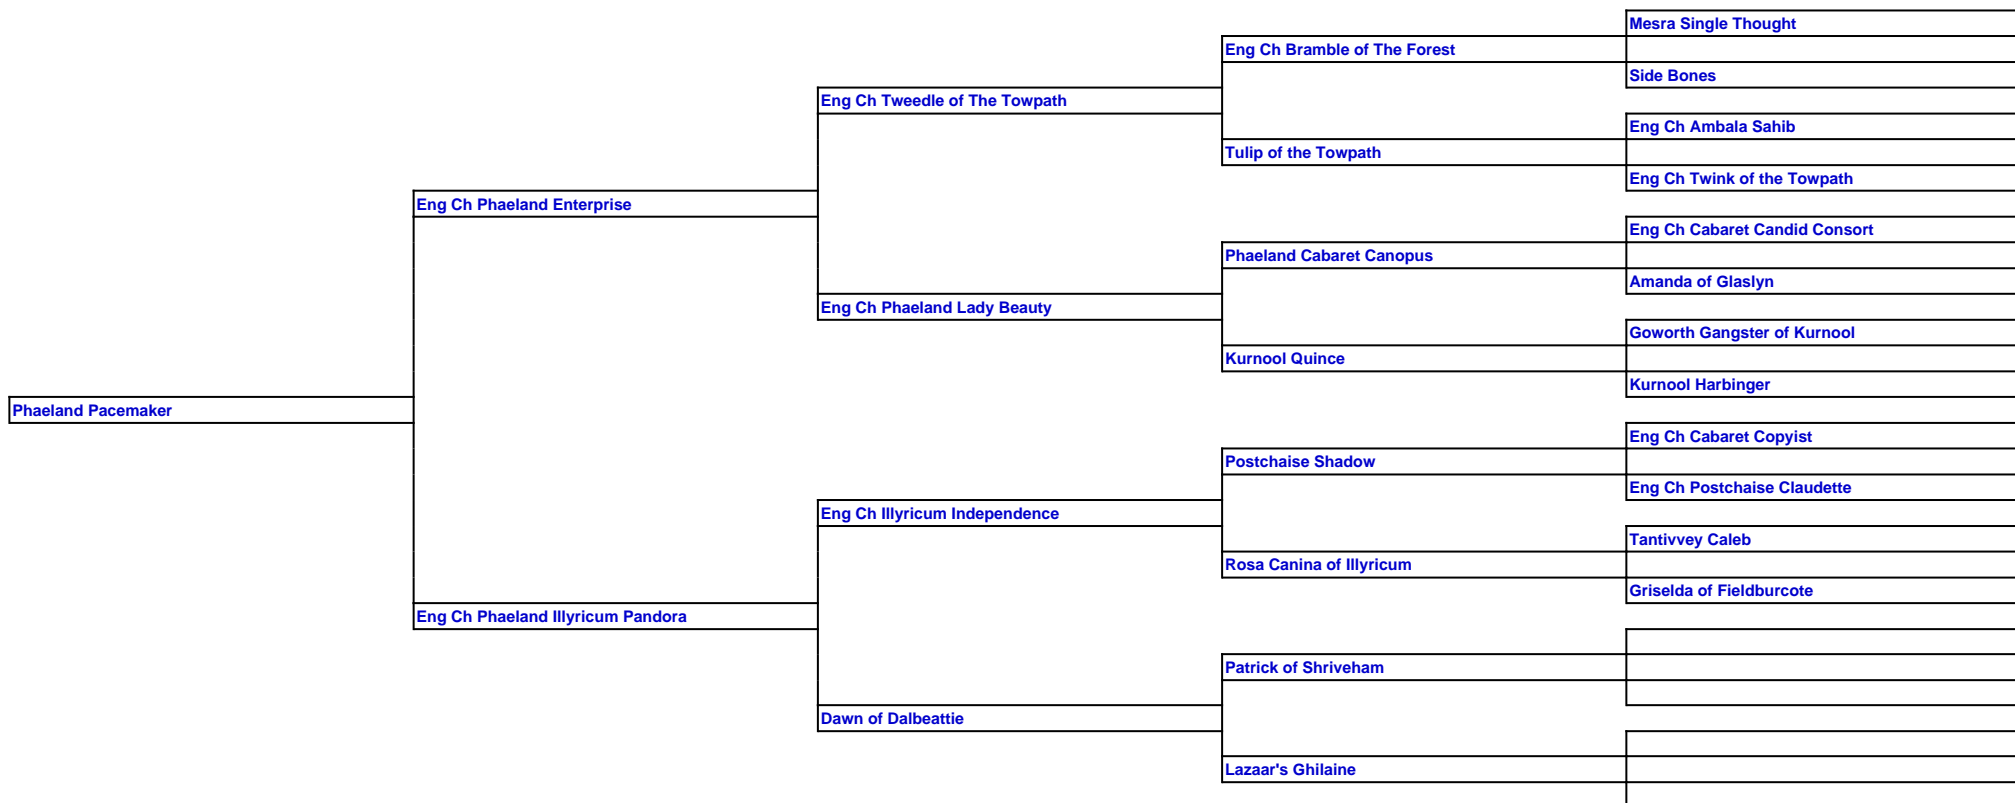 Mesra Single Thought
Eng Ch Bramble of The Forest
Side Bones
Eng Ch Tweedle of The Towpath
Eng Ch Ambala Sahib
Tulip of the Towpath
Eng Ch Twink of the Towpath
Eng Ch Phaeland Enterprise
Eng Ch Cabaret Candid Consort
Phaeland Cabaret Canopus
Amanda of Glaslyn
Eng Ch Phaeland Lady Beauty
Goworth Gangster of Kurnool
Kurnool Quince
Kurnool Harbinger
Phaeland Pacemaker
Eng Ch Cabaret Copyist
Postchaise Shadow
Eng Ch Postchaise Claudette
Eng Ch Illyricum Independence
Tantivvey Caleb
Rosa Canina of Illyricum
Griselda of Fieldburcote
Eng Ch Phaeland Illyricum Pandora
Patrick of Shriveham
Dawn of Dalbeattie
Lazaar's Ghilaine